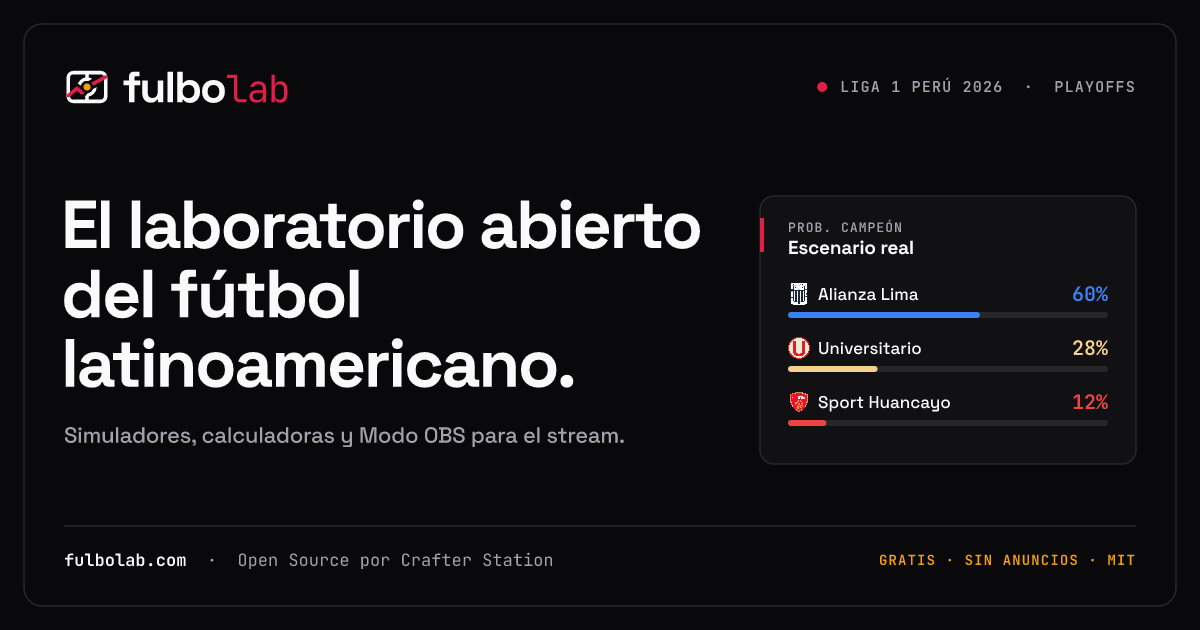 fulbolab
LIGA 1 PERÚ 2026 · PLAYOFFS
El laboratorio abierto
del fútbol
latinoamericano.
Simuladores, calculadoras y Modo OBS para el stream.
PROB. CAMPEÓN
Escenario real
Alianza Lima 60%
Universitario 28%
Sport Huancayo 12%
fulbolab.com · Open Source por Crafter Station
GRATIS · SIN ANUNCIOS · MIT